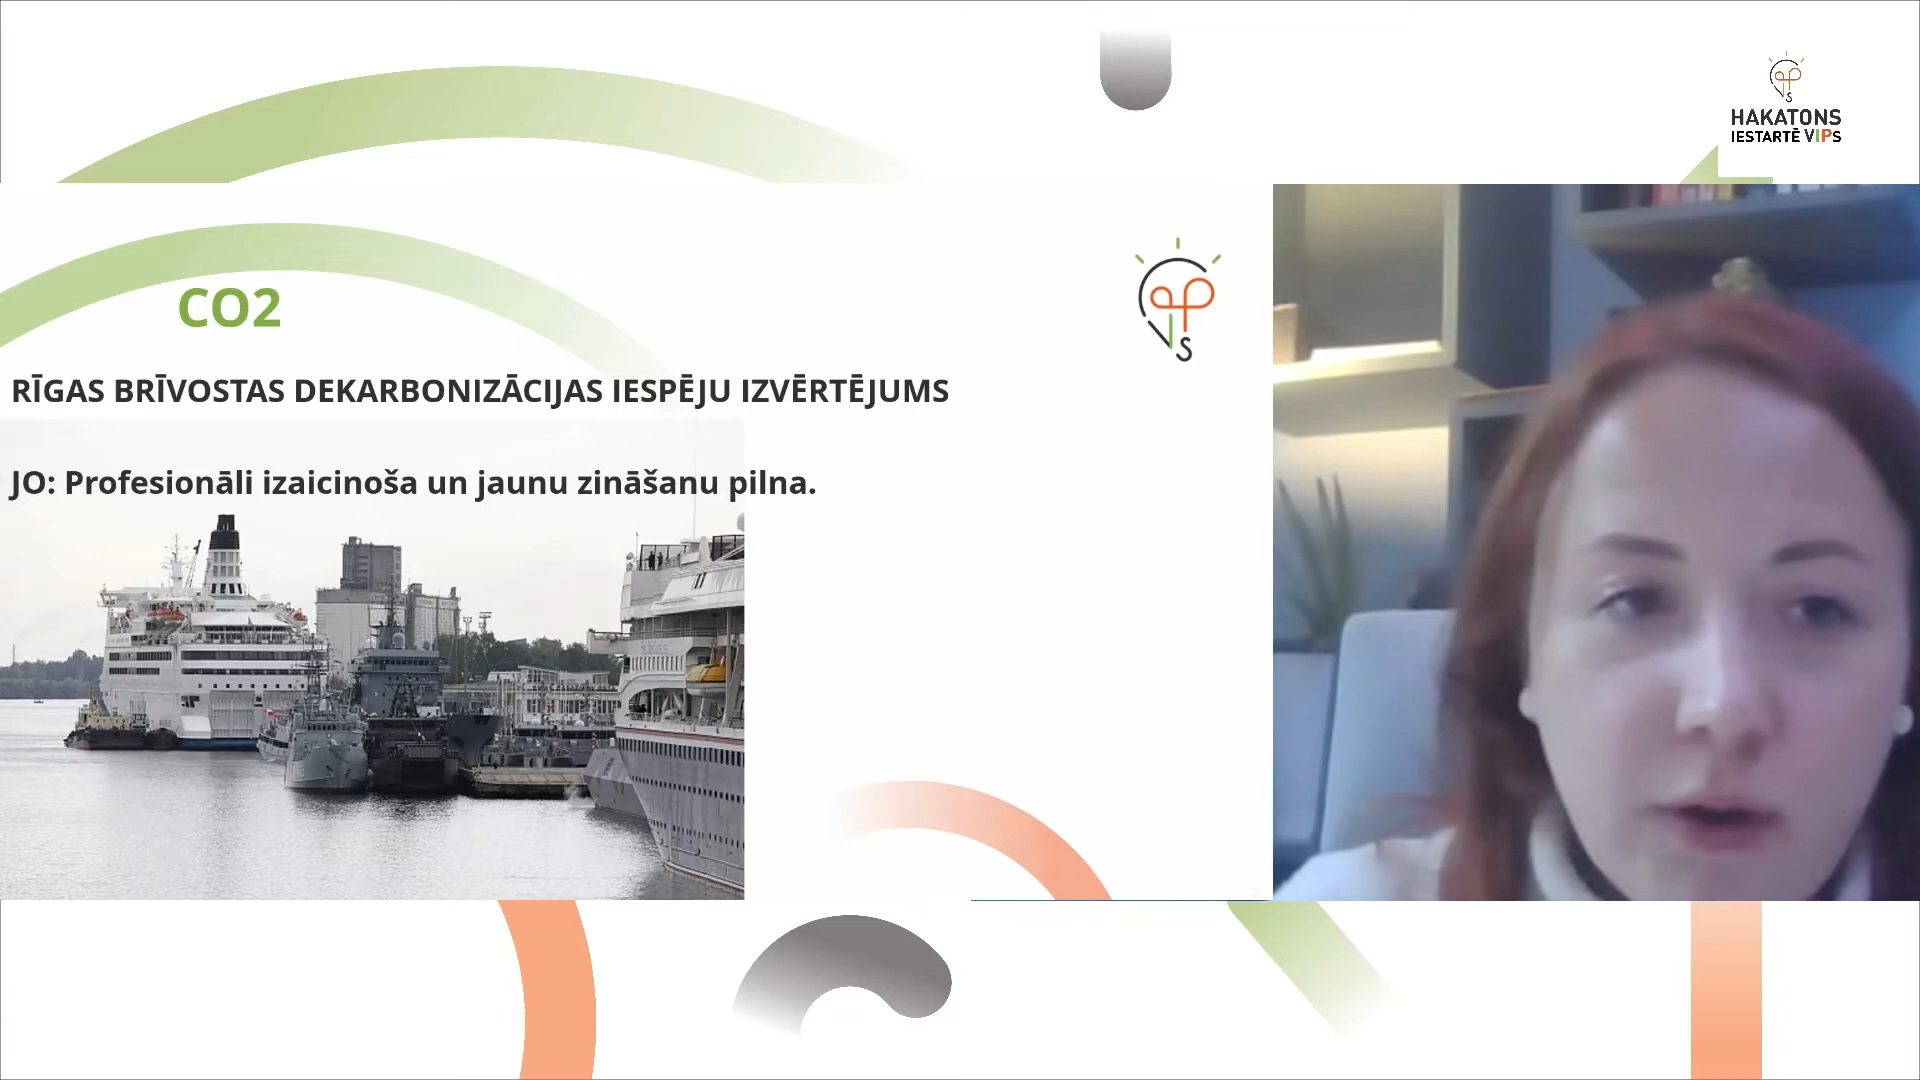 HAKATONS
IESTARTĒ VIPS
CO2
RĪGAS BRĪVOSTAS DEKARBONIZĀCIJAS IESPĒJU IZVĒRTĒJUMS
JO: Profesionāli izaicinoša un jaunu zināšanu pilna.